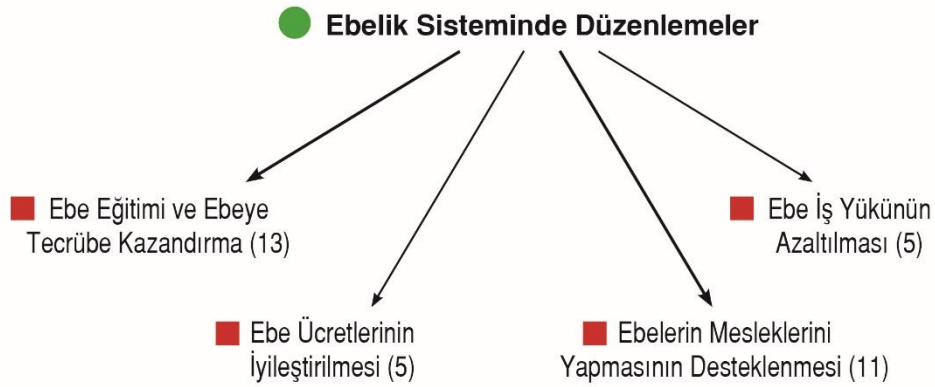 Ebelik Sisteminde Düzenlemeler
Ebe Eğitimi ve Ebeye
Tecrübe Kazandırma (13)
Ebe İş Yükünün
Azaltılması (5)
Ebe Ücretlerinin
İyileştirilmesi (5)
Ebelerin Mesleklerini
Yapmasının Desteklenmesi (11)